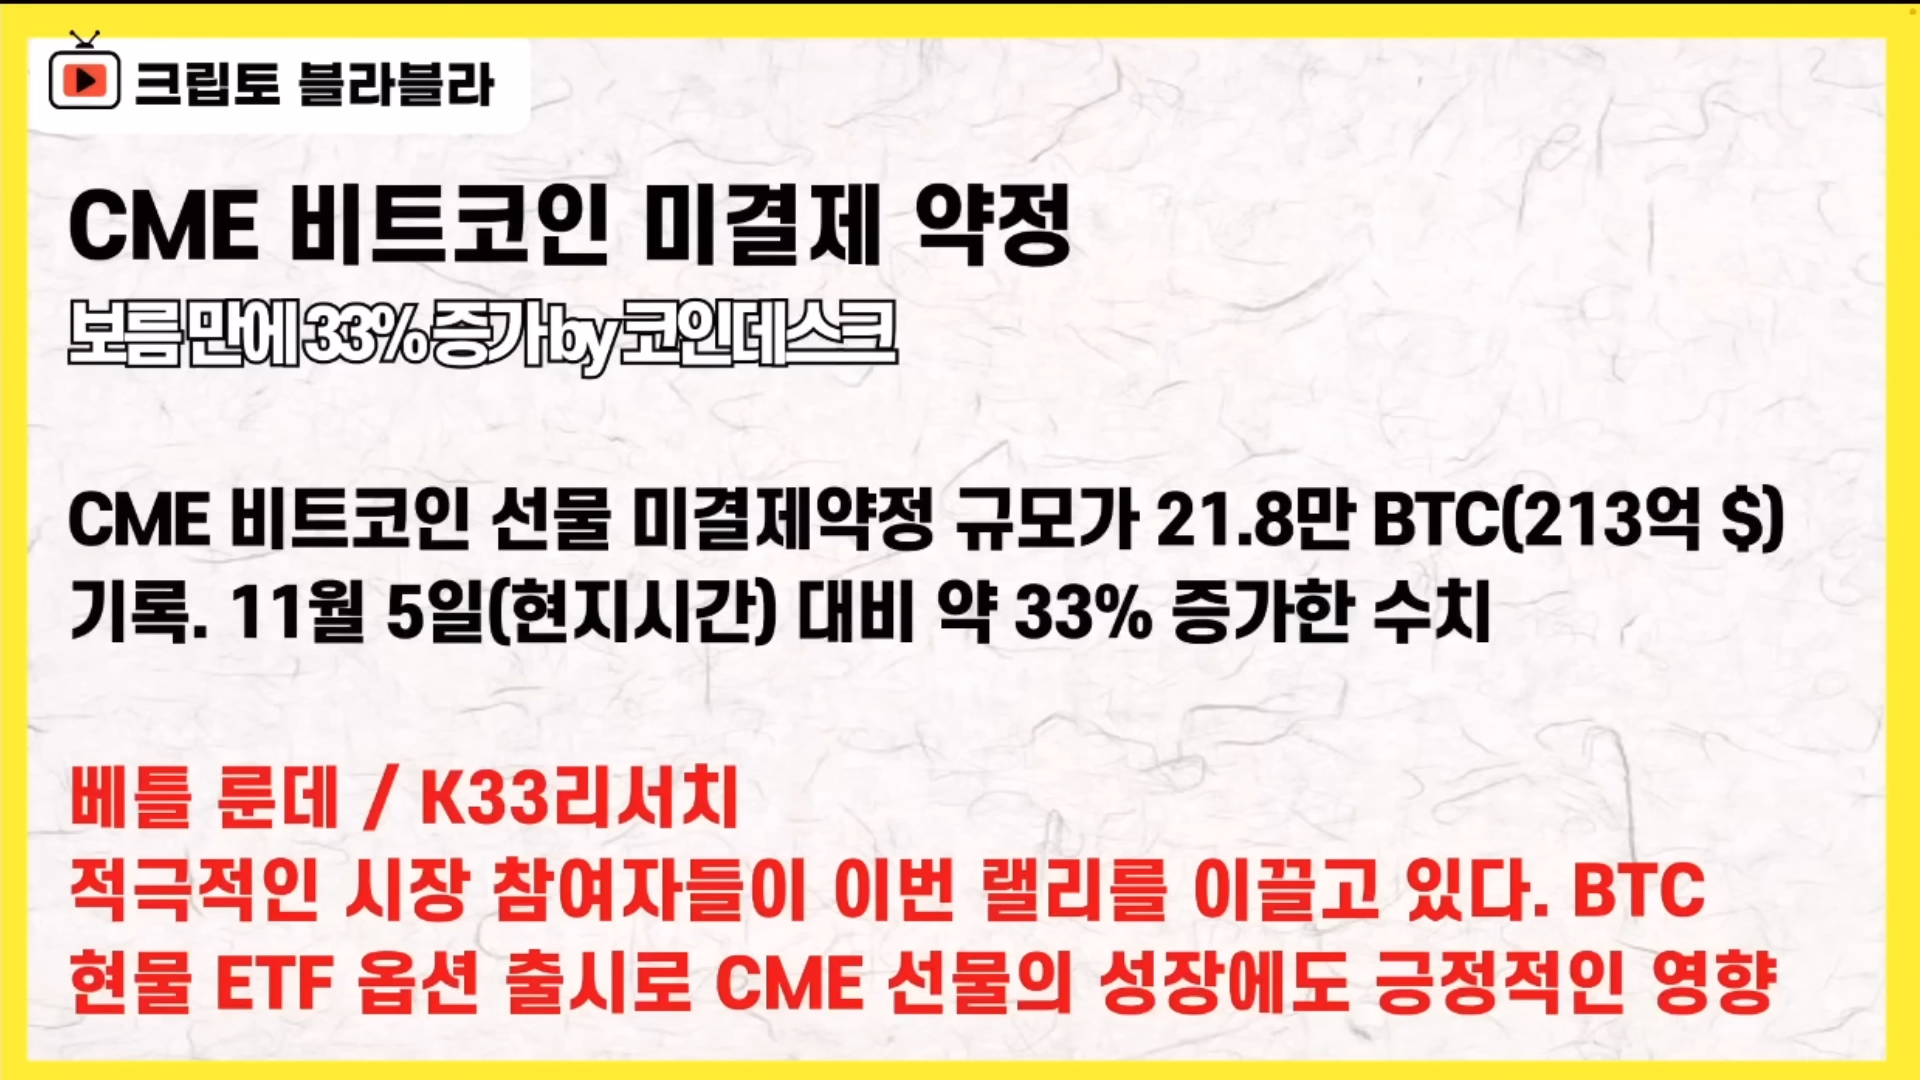 크립토 블라블라
CME 비트코인 미결제 약정
보름 만에 33% 증가 by 코인데스크
CME 비트코인 선물 미결제약정 규모가 21.8만 BTC(213억 $)
기록. 11월 5일(현지시간) 대비 약 33% 증가한 수치
베틀 룬데 / K33리서치
적극적인 시장 참여자들이 이번 랠리를 이끌고 있다. BTC
현물 ETF 옵션 출시로 CME 선물의 성장에도 긍정적인 영향